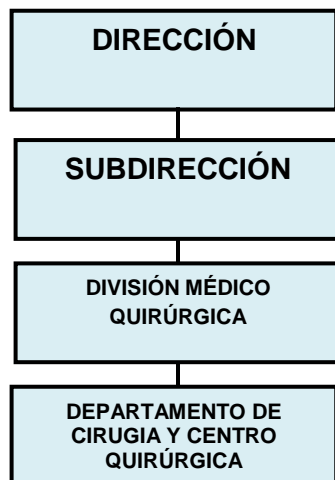 DIRECCIÓN
SUBDIRECCIÓN
DIVISIÓN MÉDICO
QUIRÚRGICA
DEPARTAMENTO DE
CIRUGIA Y CENTRO
QUIRÚRGICA